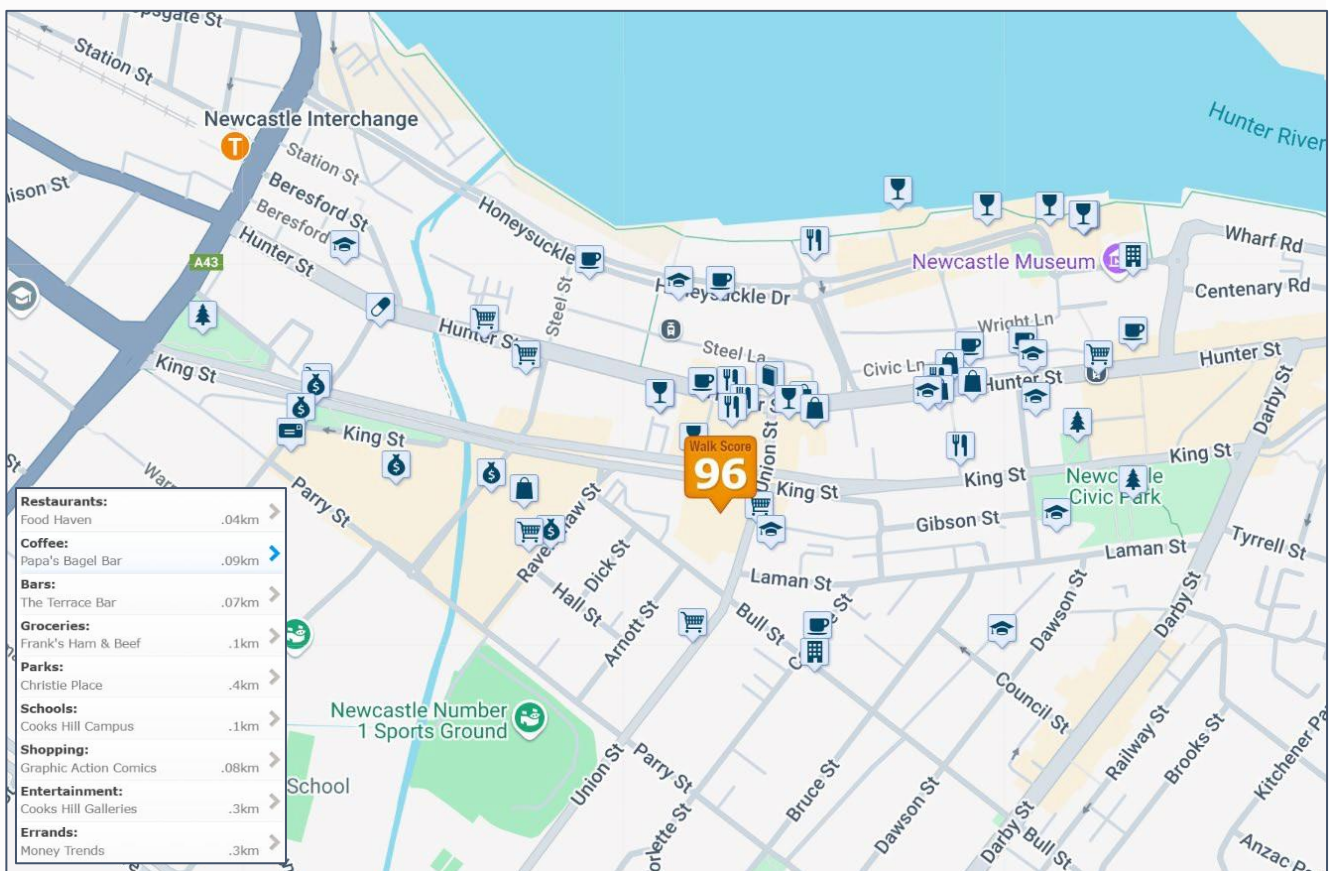 Station St
Newcastle Interchange
T
Station St
Hunter River
Beresford St
Beresford
Hunter St
A43
Honeysuckle
Honeysuckle Dr
Newcastle Museum
Wharf Rd
Centenary Rd
Wright Ln
Steel St
Hunter St
Steel La
Civic Ln
Hunter St
Hunter St
King St
King St
Union St
Darby St
Walk Score
96
King St
King St
Newcastle
Civic Park
Gibson St
Parry St
Ravenshaw St
Dick St
Hall St
Laman St
Laman St
Tyrrell St
Arnott St
Bull St
Dawson St
Darby St
Council St
Newcastle Number
1 Sports Ground
School
Union St
Parry St
Bruce St
Dawson St
Railway St
Brooks St
Darby St
Bull St
Restaurants:
Food Haven .04km
Coffee:
Papa's Bagel Bar .09km
Bars:
The Terrace Bar .07km
Groceries:
Frank's Ham & Beef .1km
Parks:
Christie Place .4km
Schools:
Cooks Hill Campus .1km
Shopping:
Graphic Action Comics .08km
Entertainment:
Cooks Hill Galleries .3km
Errands:
Money Trends .3km